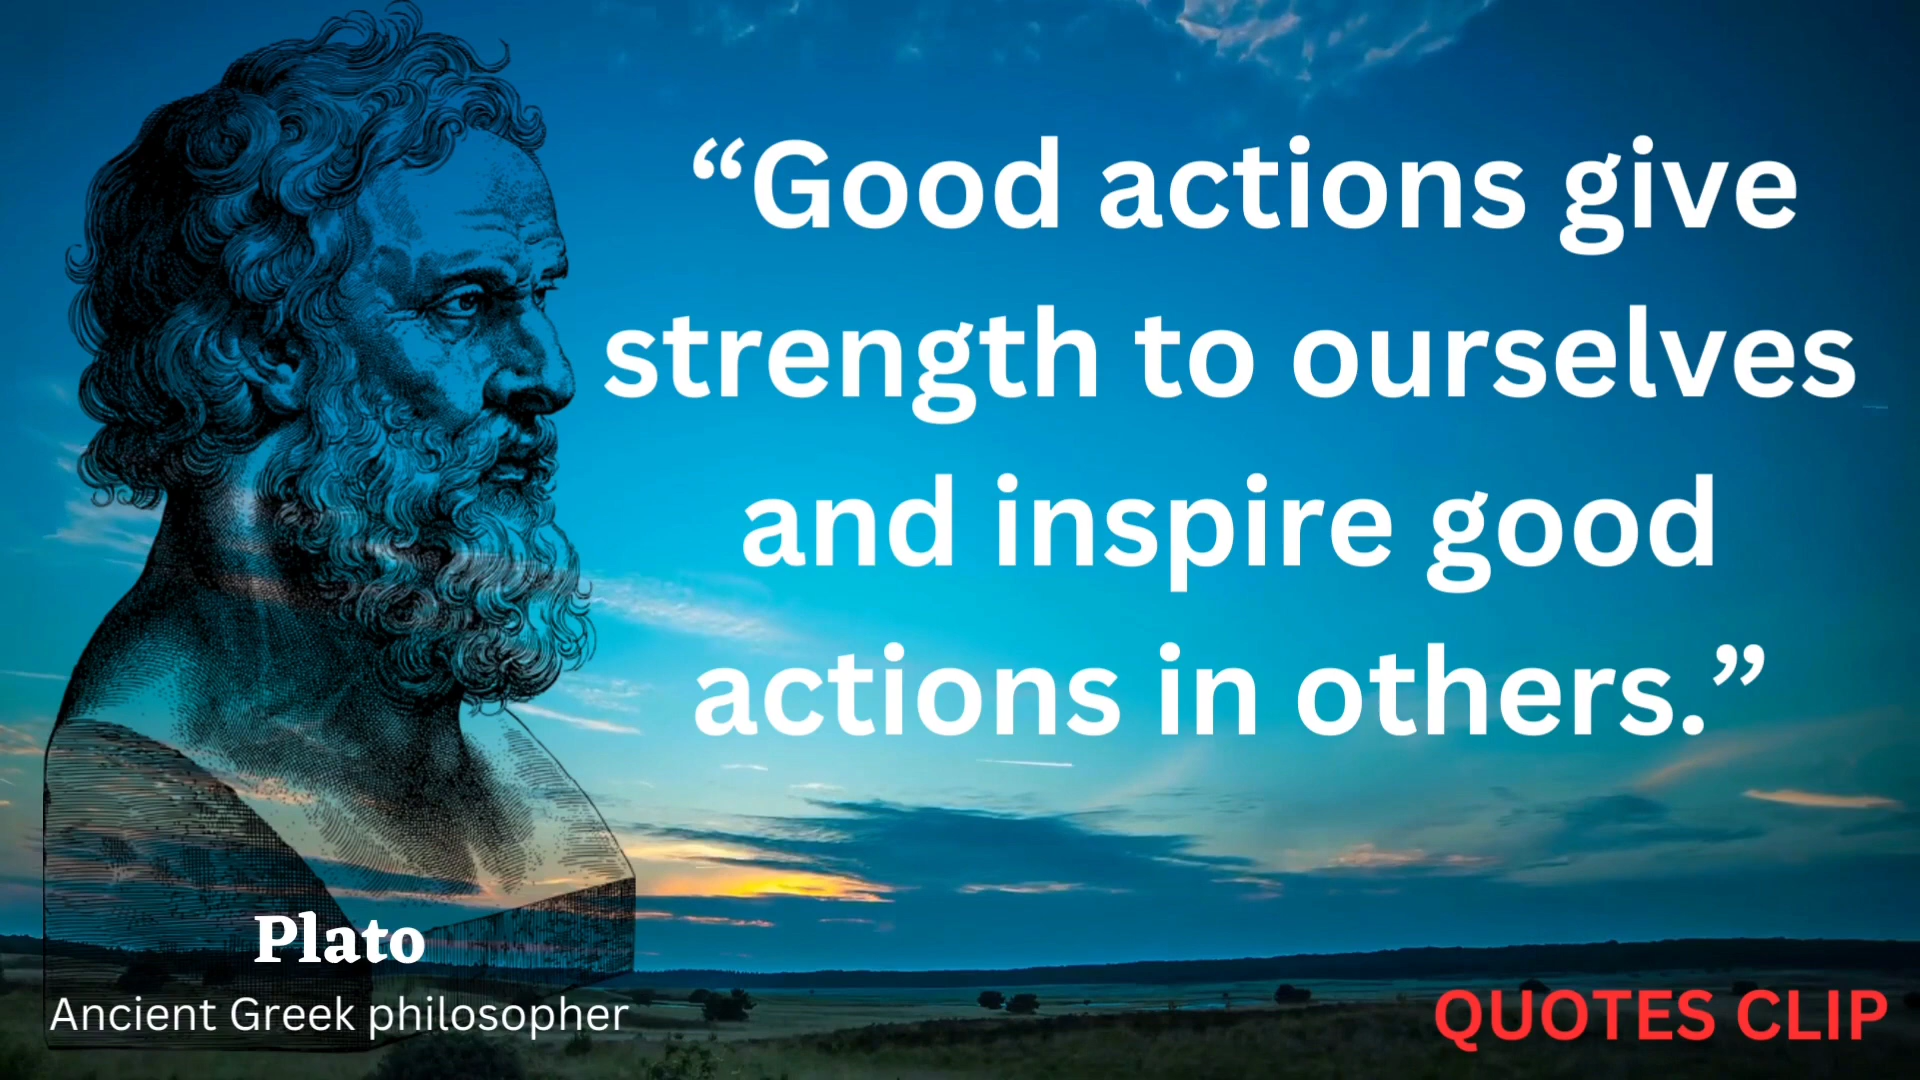 “Good actions give
strength to ourselves
and inspire good
actions in others.”
Plato
Ancient Greek philosopher
QUOTES CLIP